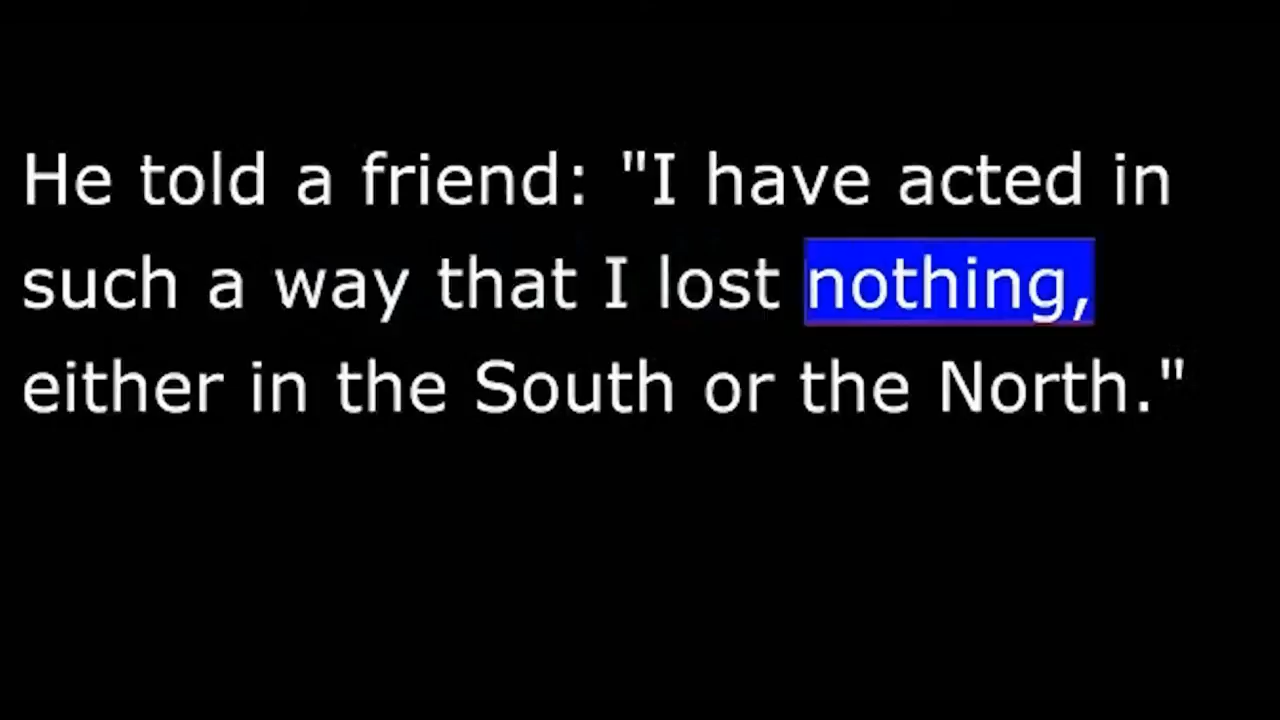 He told a friend: "I have acted in
such a way that I lost nothing,
either in the South or the North."